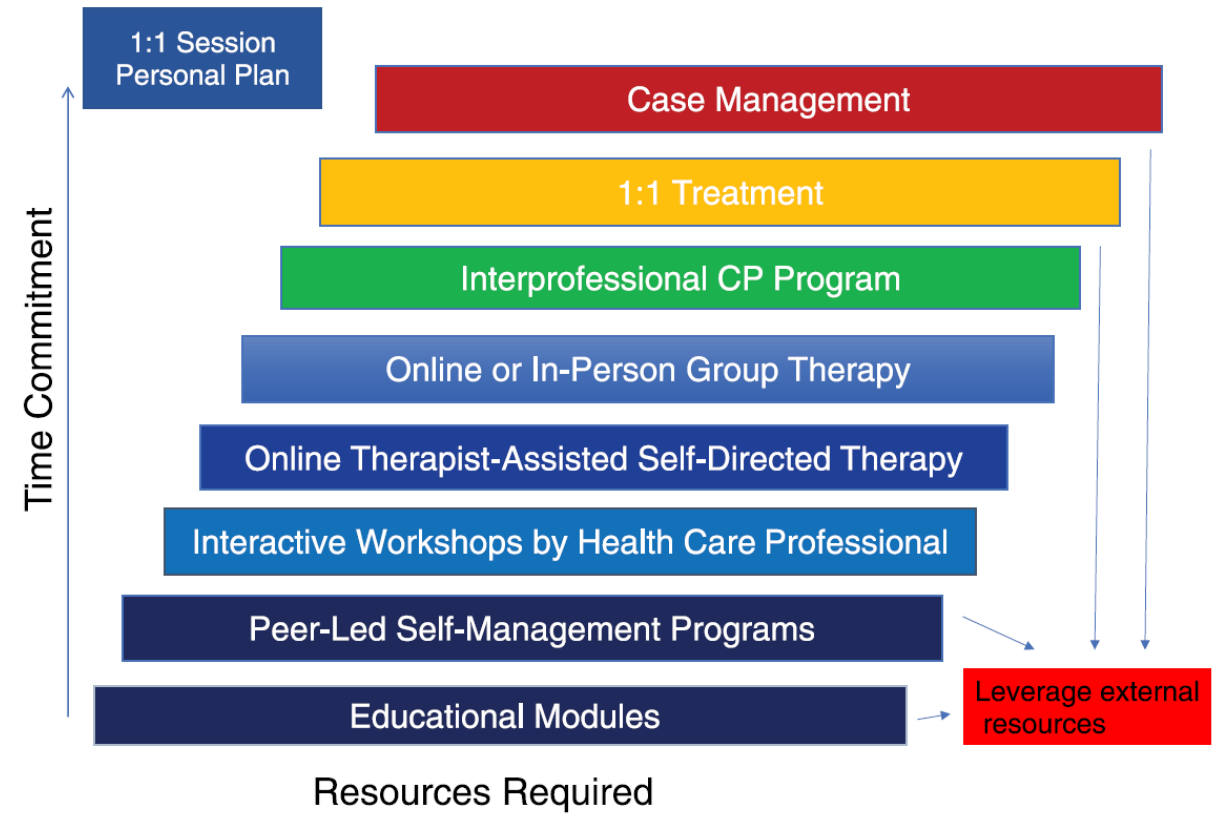 1:1 Session
Personal Plan
Case Management
1:1 Treatment
Interprofessional CP Program
Online or In-Person Group Therapy
Online Therapist-Assisted Self-Directed Therapy
Interactive Workshops by Health Care Professional
Peer-Led Self-Management Programs
Educational Modules
Leverage external
resources
Time Commitment
Resources Required